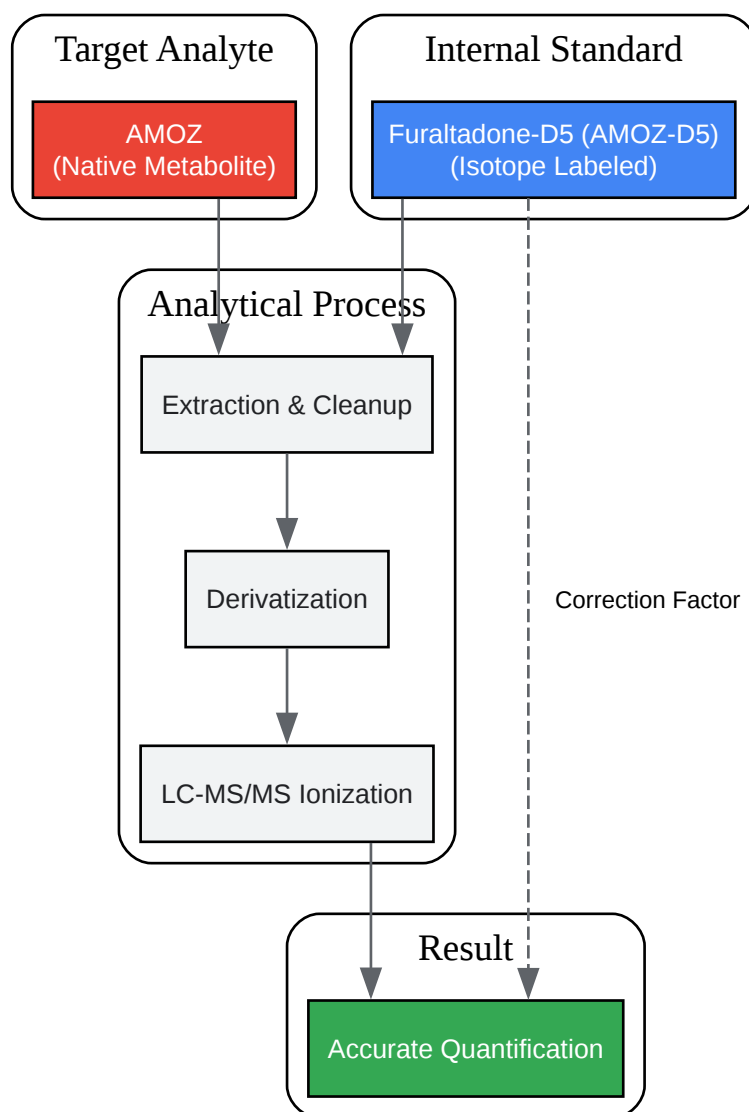 Target Analyte
AMOZ
(Native Metabolite)
Internal Standard
Furaltadone-D5 (AMOZ-D5)
(Isotope Labeled)
Analytical Process
Extraction & Cleanup
Derivatization
Correction Factor
LC-MS/MS Ionization
Result
Accurate Quantification